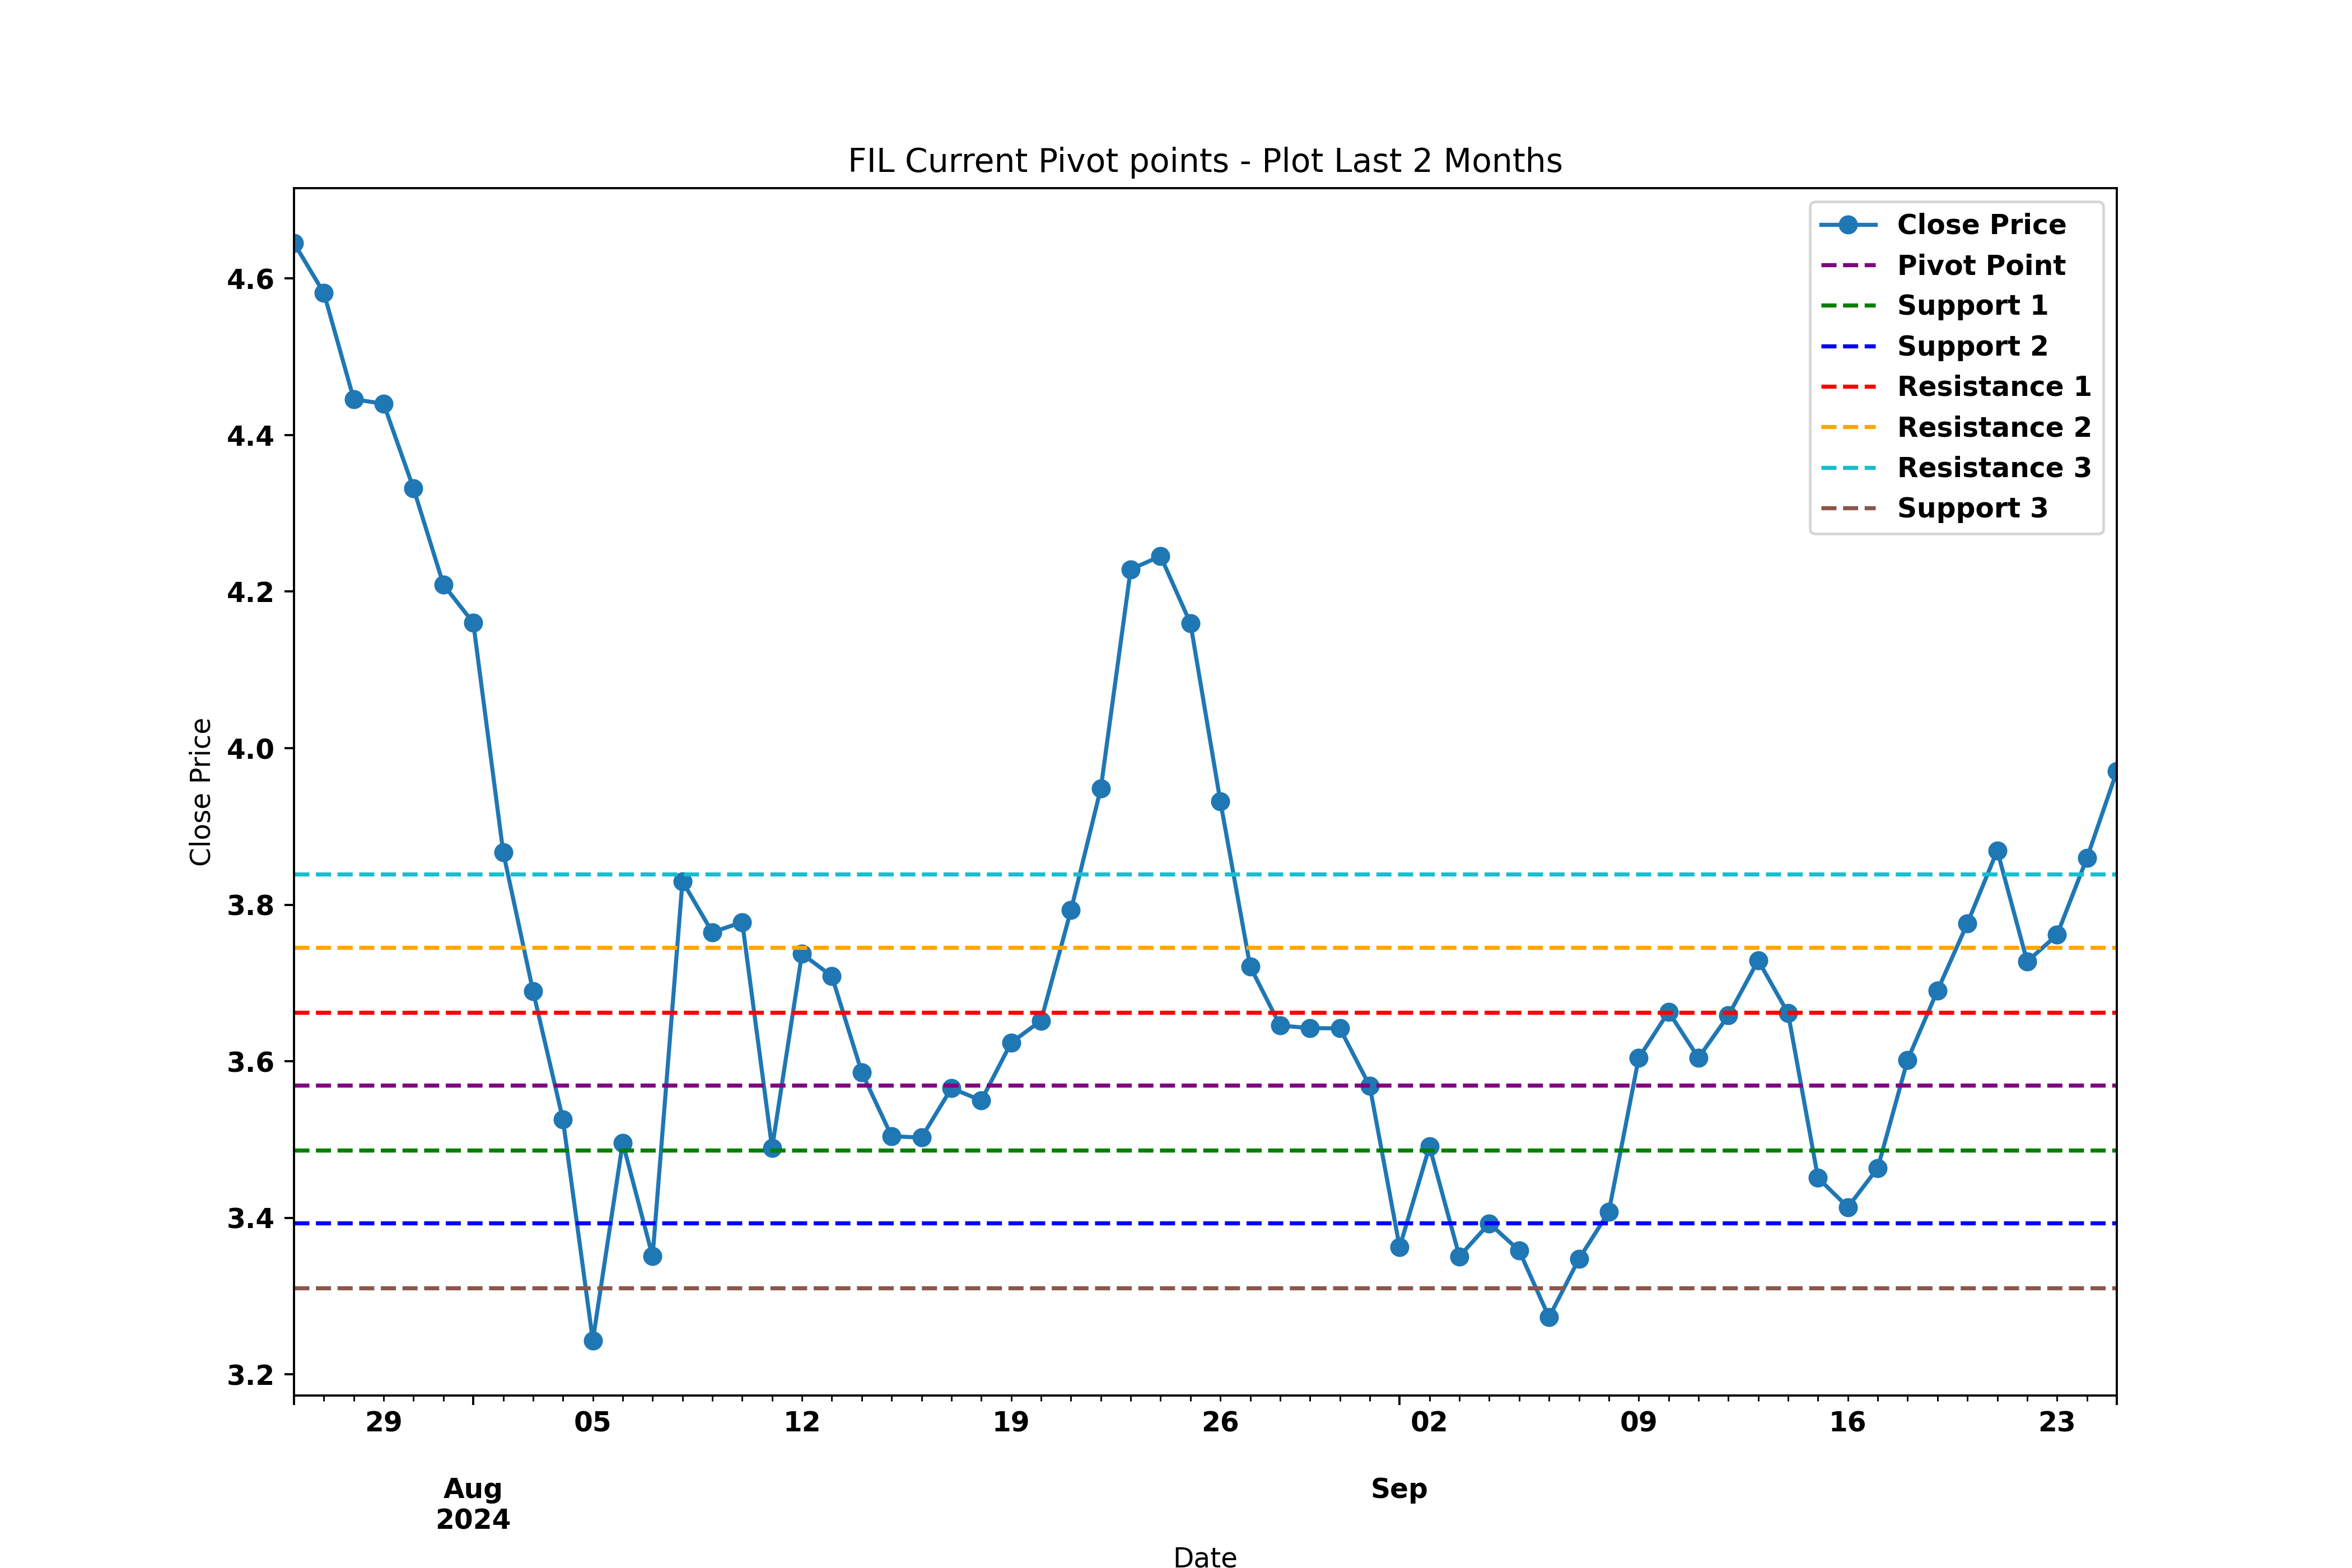 FIL Current Pivot points - Plot Last 2 Months
Close Price
Pivot Point
Support 1
Support 2
Resistance 1
Resistance 2
Resistance 3
Support 3
4.6
4.4
4.2
4.0
3.8
3.6
3.4
3.2
Close Price
29 05 12 19 26 02 09 16 23
Aug Sep
2024
Date